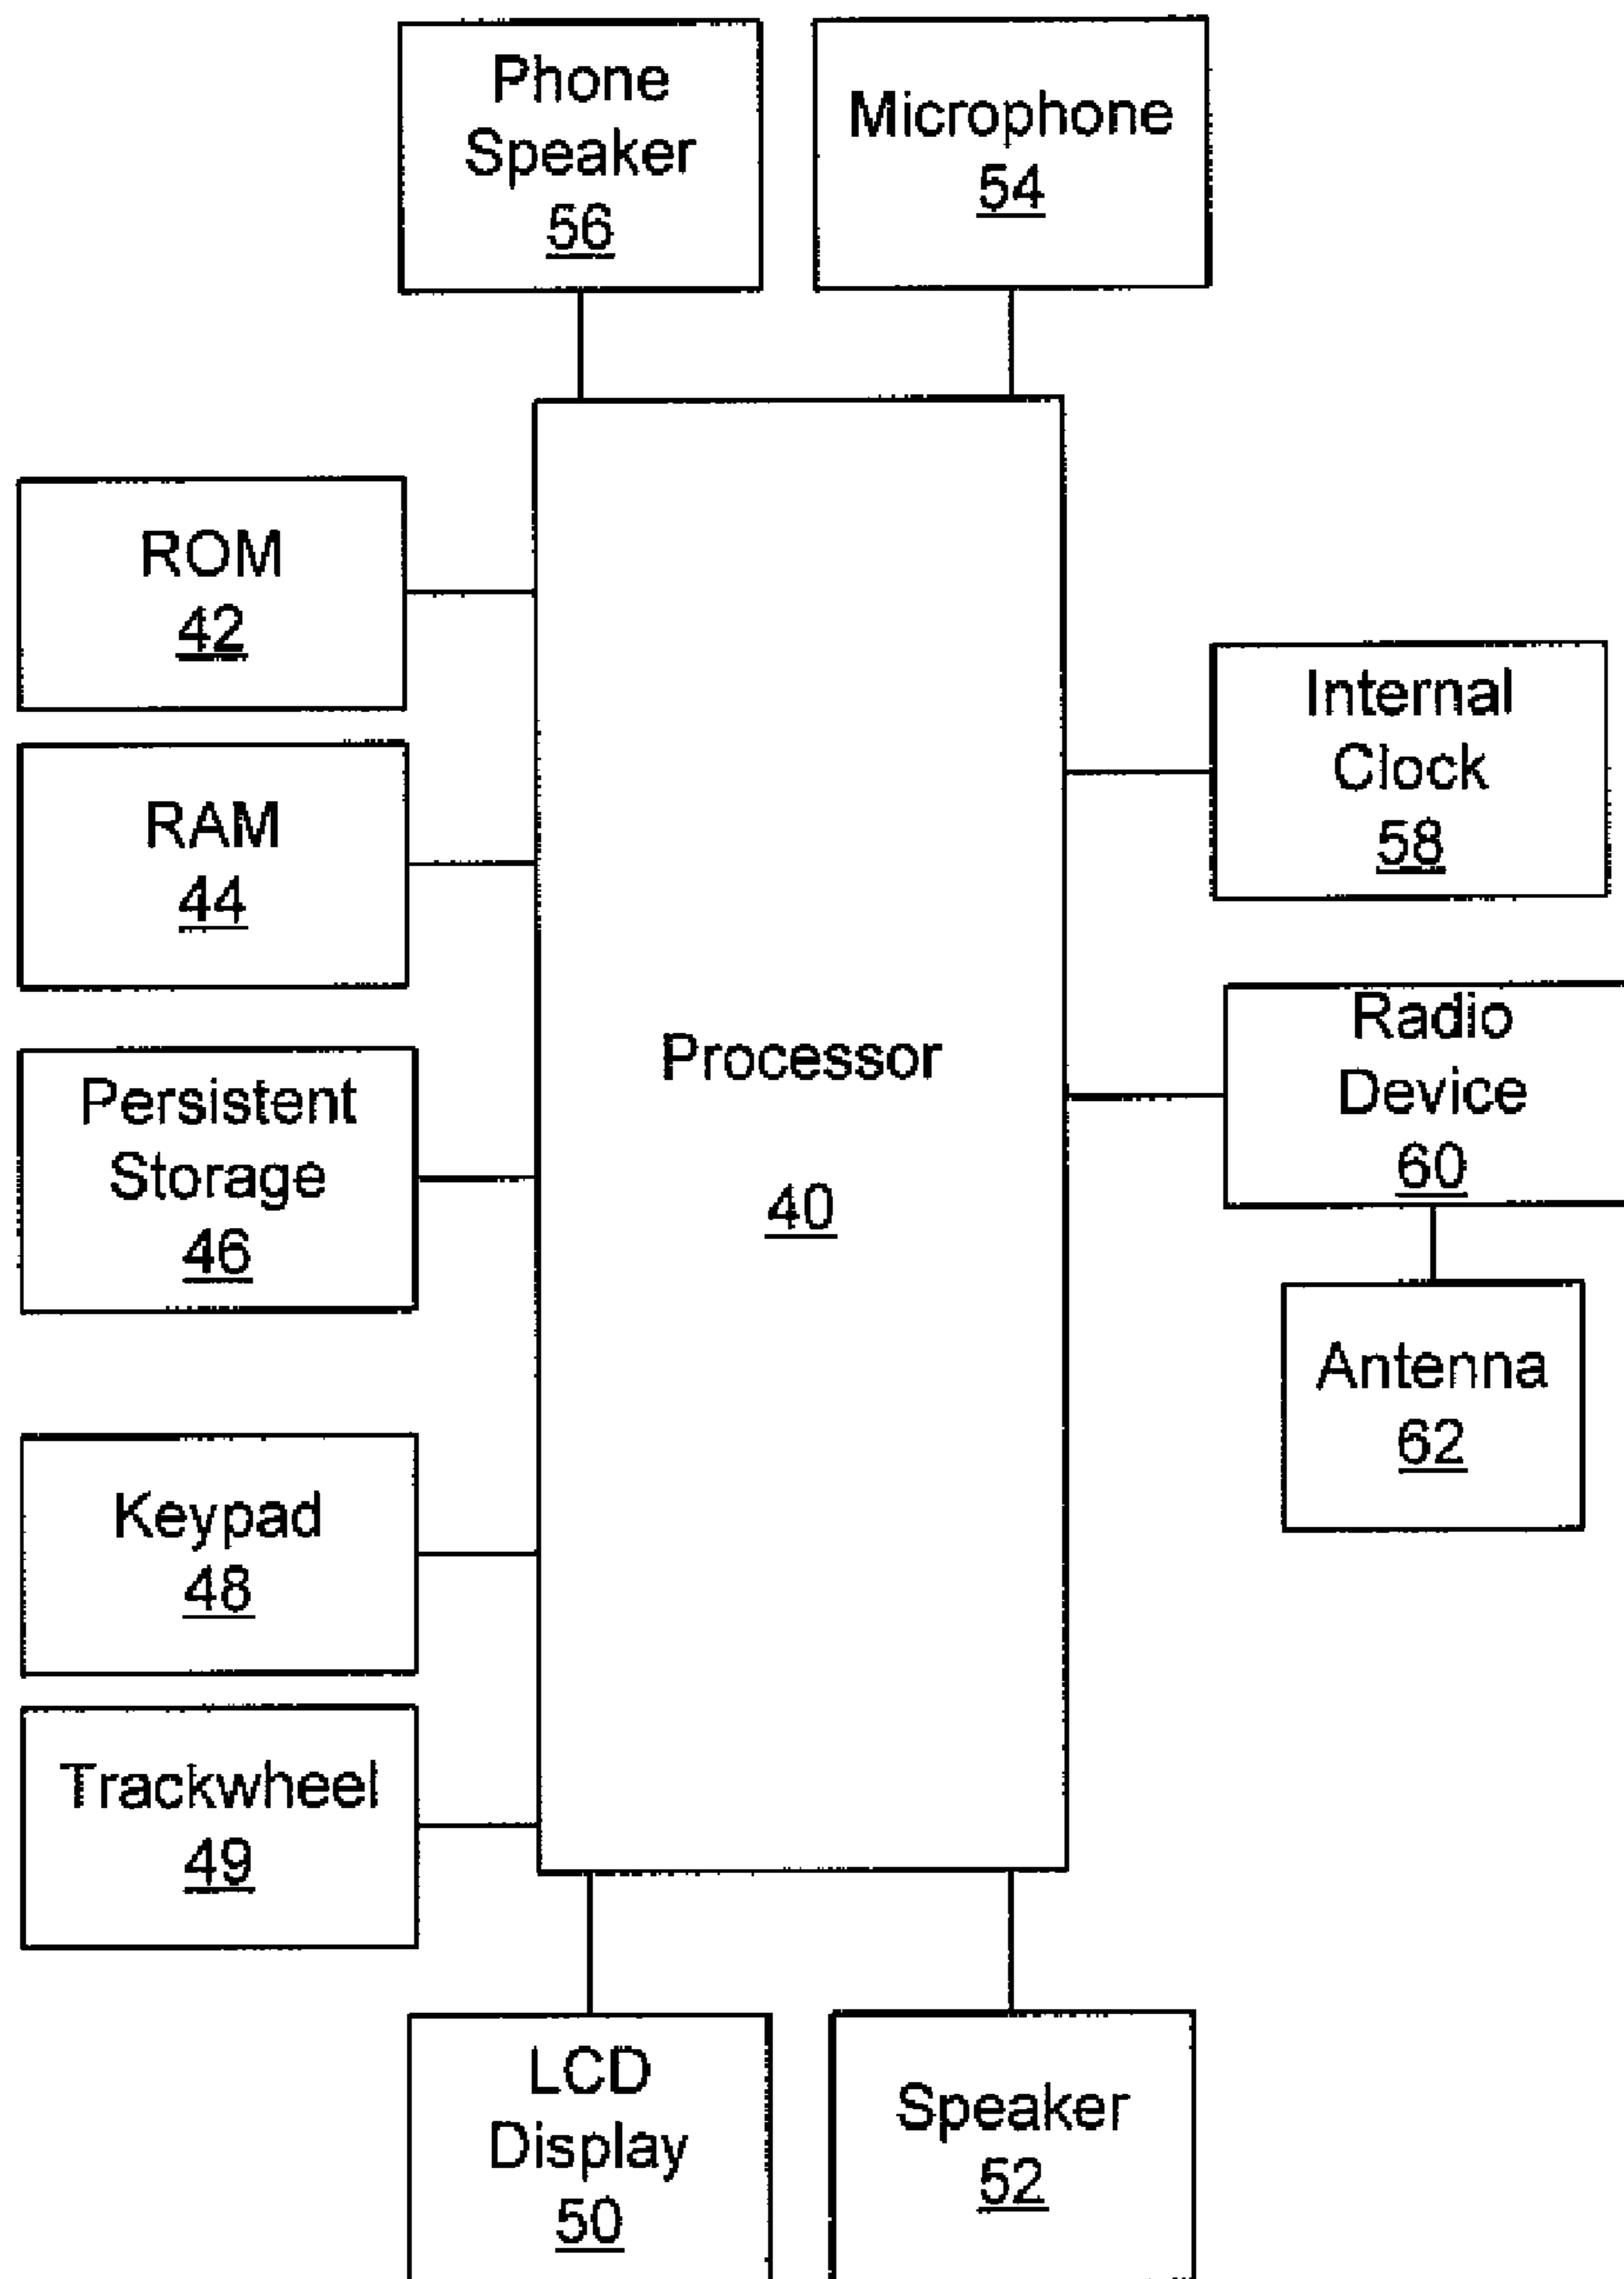 Phone
Speaker
56
Microphone
54
ROM
42
RAM
44
Persistent
Storage
46
Keypad
48
Trackwheel
49
Processor
40
Internal
Clock
58
Radio
Device
60
Antenna
62
LCD
Display
50
Speaker
52